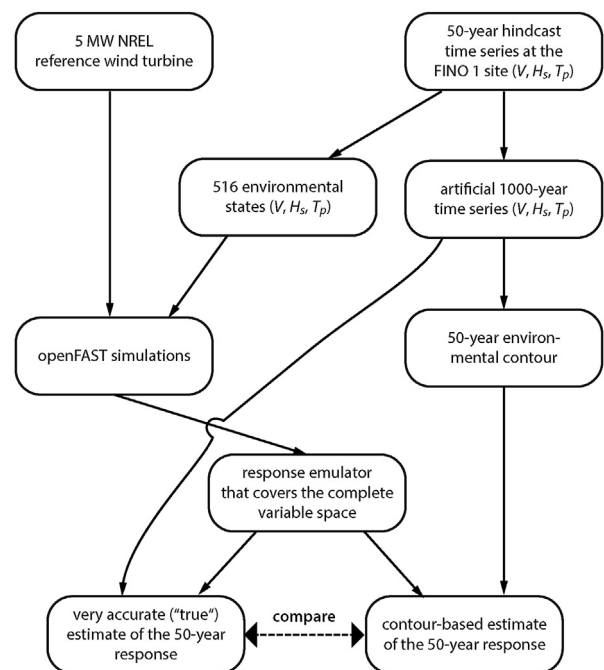 5 MW NREL
reference wind turbine
50-year hindcast
time series at the
FINO 1 site (V, Hs, Tp)
516 environmental
states (V, Hs, Tp)
artificial 1000-year
time series (V, Hs, Tp)
openFAST simulations
50-year environ-
mental contour
response emulator
that covers the complete
variable space
very accurate (“true“)
estimate of the 50-year
response
compare
contour-based estimate
of the 50-year response